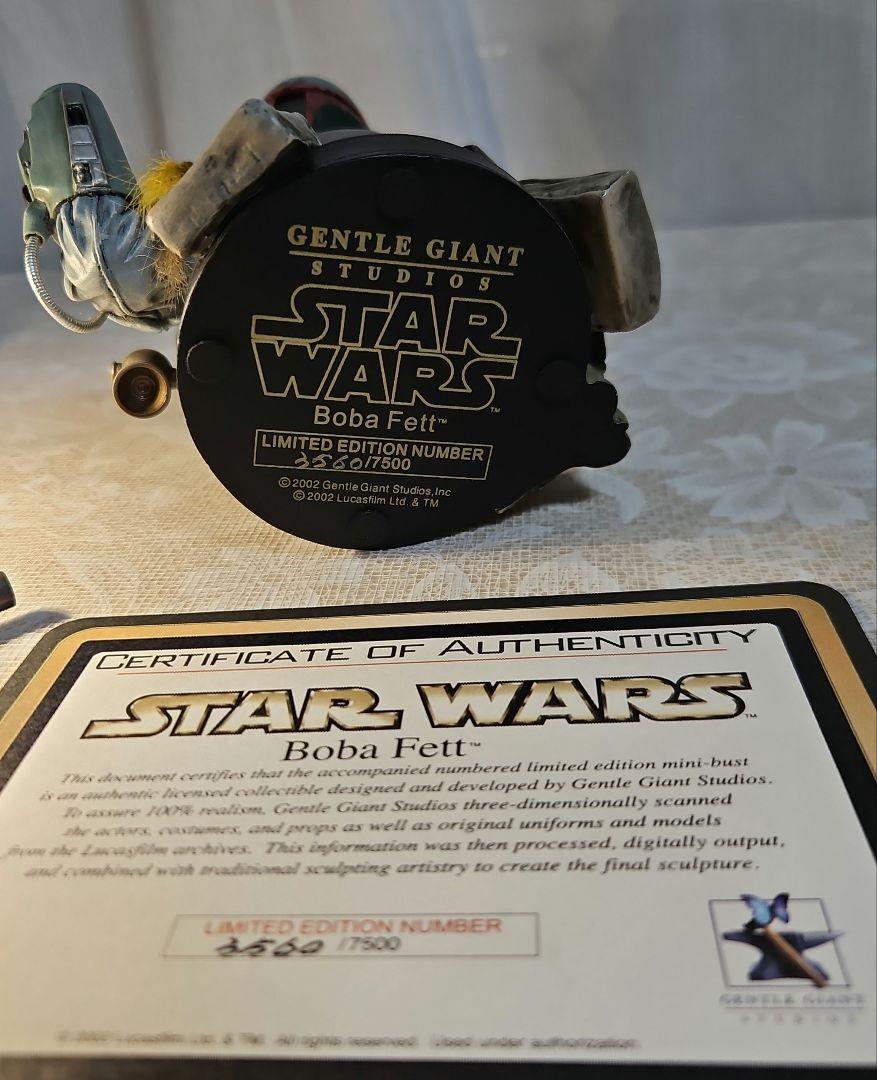 GENTLE GIANT
STUDIOS
STAR
WARS™
Boba Fett™
LIMITED EDITION NUMBER
3560/7500
© 2002 Gentle Giant Studios, Inc
© 2002 Lucasfilm Ltd. & TM
CERTIFICATE OF AUTHENTICITY
STAR WARS™
Boba Fett™
This document certifies that the accompanied numbered limited edition mini-bust
is an authentic licensed collectible designed and developed by Gentle Giant Studios.
To assure 100% realism, Gentle Giant Studios three-dimensionally scanned
the actors, costumes, and props as well as original uniforms and models
from the Lucasfilm archives. This information was then processed, digitally output,
and combined with traditional sculpting artistry to create the final sculpture.
LIMITED EDITION NUMBER
3560 /7500
GENTLE GIANT
STUDIOS
© 2002 Lucasfilm Ltd. & TM. All rights reserved. Used under authorization.